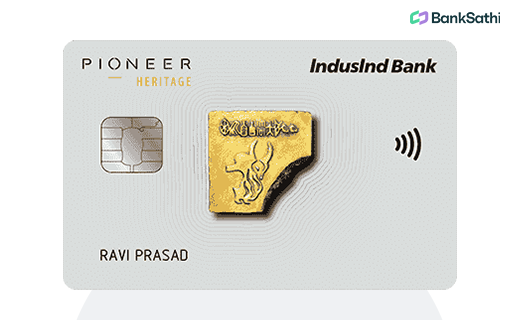 BankSathi
PIONEER
HERITAGE
IndusInd Bank
RAVI PRASAD